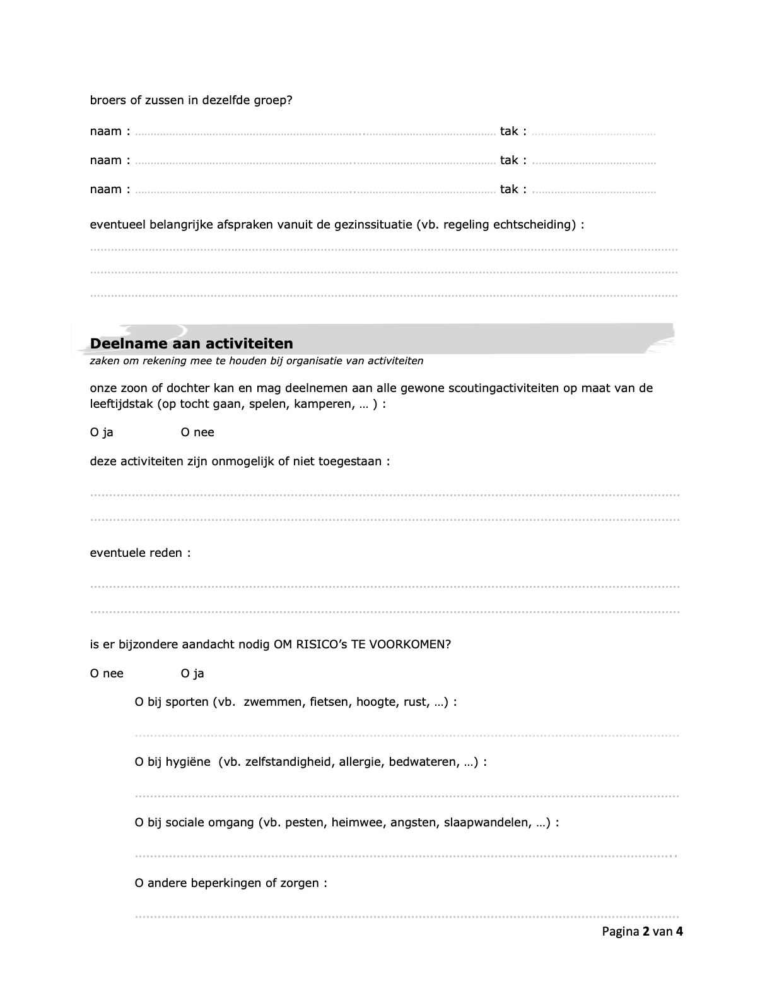 broers of zussen in dezelfde groep?
naam : ........................................................................ tak : ........................................
naam : ........................................................................ tak : ........................................
naam : ........................................................................ tak : ........................................
eventueel belangrijke afspraken vanuit de gezinssituatie (vb. regeling echtscheiding) :
Deelname aan activiteiten
zaken om rekening mee te houden bij organisatie van activiteiten
onze zoon of dochter kan en mag deelnemen aan alle gewone scoutingactiviteiten op maat van de
leeftijdstak (op tocht gaan, spelen, kamperen, … ) :
O ja O nee
deze activiteiten zijn onmogelijk of niet toegestaan :
eventuele reden :
is er bijzondere aandacht nodig OM RISICO’s TE VOORKOMEN?
O nee O ja
O bij sporten (vb.  zwemmen, fietsen, hoogte, rust, …) :
O bij hygiëne  (vb. zelfstandigheid, allergie, bedwateren, …) :
O bij sociale omgang (vb. pesten, heimwee, angsten, slaapwandelen, …) :
O andere beperkingen of zorgen :
Pagina 2 van 4